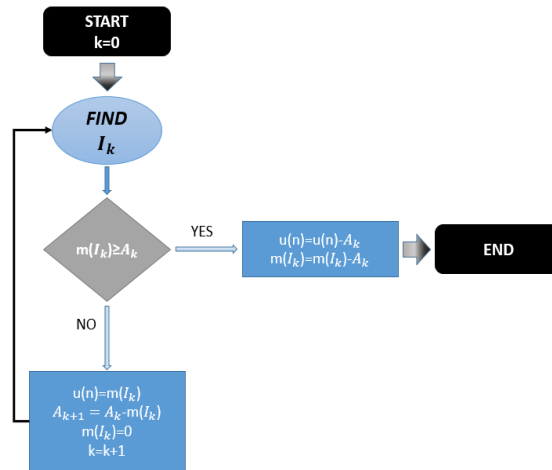 START
k=0
FIND
I_k
m(I_k)≥A_k
YES
u(n)=u(n)-A_k
m(I_k)=m(I_k)-A_k
END
NO
u(n)=m(I_k)
A_{k+1} = A_k-m(I_k)
m(I_k)=0
k=k+1